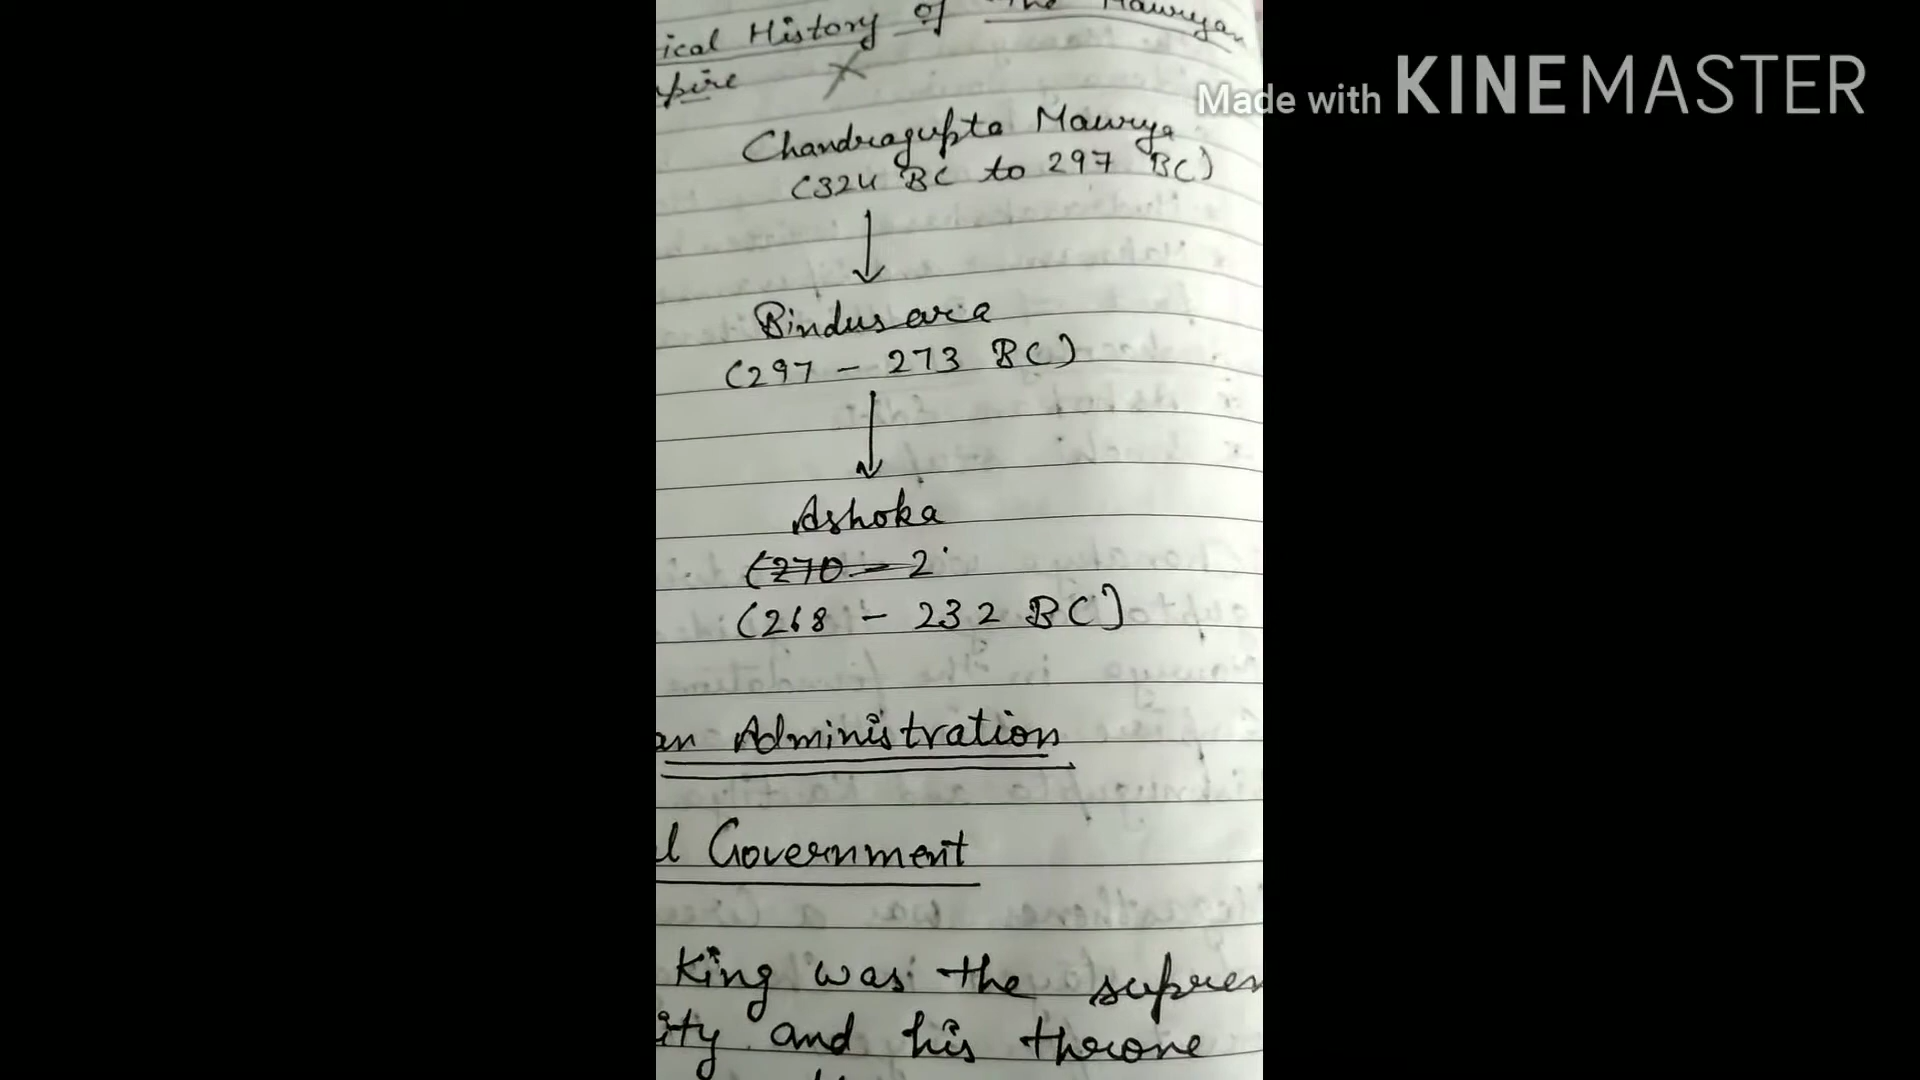 ical History of The Mauryan
pire
Made with KINEMASTER
Chandragupta Maurya
(324 BC to 297 BC)
Bindusara
(297 - 273 BC)
Ashoka
(270 - 2
(268 - 232 BC)
an Administration
l Government
King was the suprem
ity and his throne